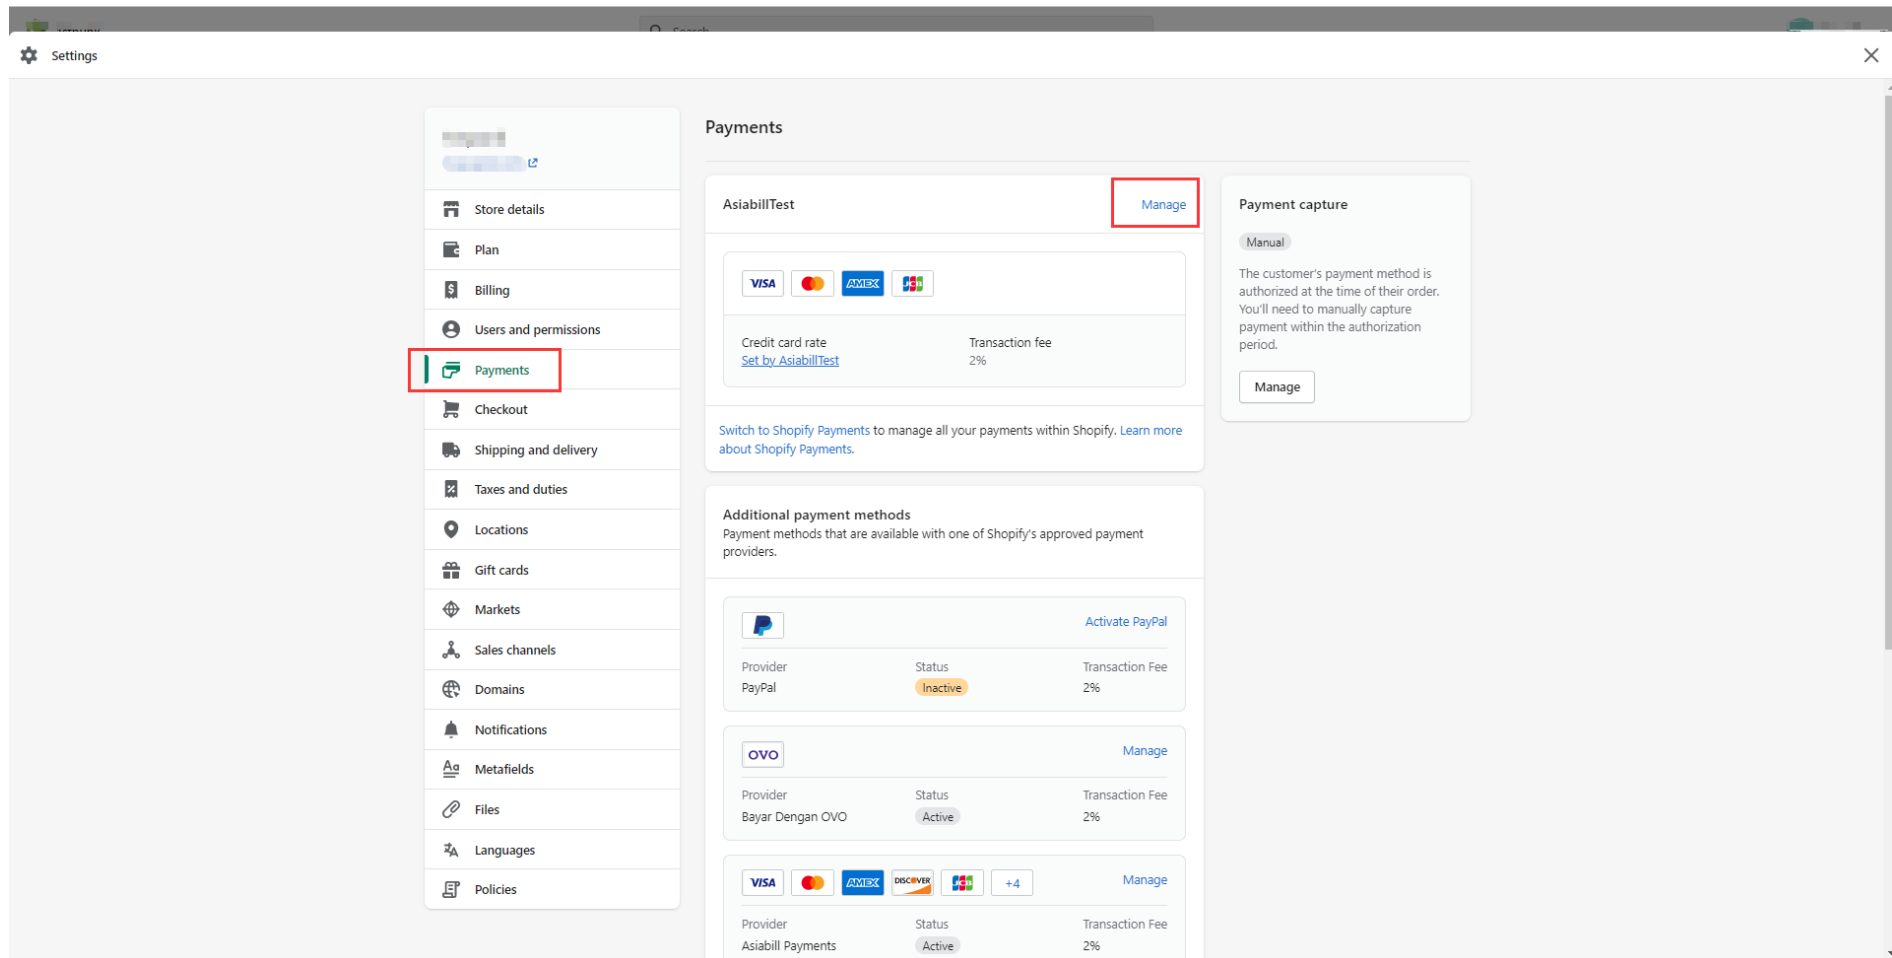 Search
Settings
Store details
Plan
Billing
Users and permissions
Payments
Checkout
Shipping and delivery
Taxes and duties
Locations
Gift cards
Markets
Sales channels
Domains
Notifications
Metafields
Files
Languages
Policies
Payments
AsiabillTest
Manage
VISA
AMEX
JCB
Credit card rate
Transaction fee
Set by AsiabillTest
2%
Switch to Shopify Payments to manage all your payments within Shopify. Learn more
about Shopify Payments.
Additional payment methods
Payment methods that are available with one of Shopify's approved payment
providers.
Activate PayPal
Provider
Status
Transaction Fee
PayPal
Inactive
2%
OVO
Manage
Provider
Status
Transaction Fee
Bayar Dengan OVO
Active
2%
VISA
AMEX
DISCOVER
JCB
+4
Manage
Provider
Status
Transaction Fee
Asiabill Payments
Active
2%
Payment capture
Manual
The customer's payment method is
authorized at the time of their order.
You'll need to manually capture
payment within the authorization
period.
Manage